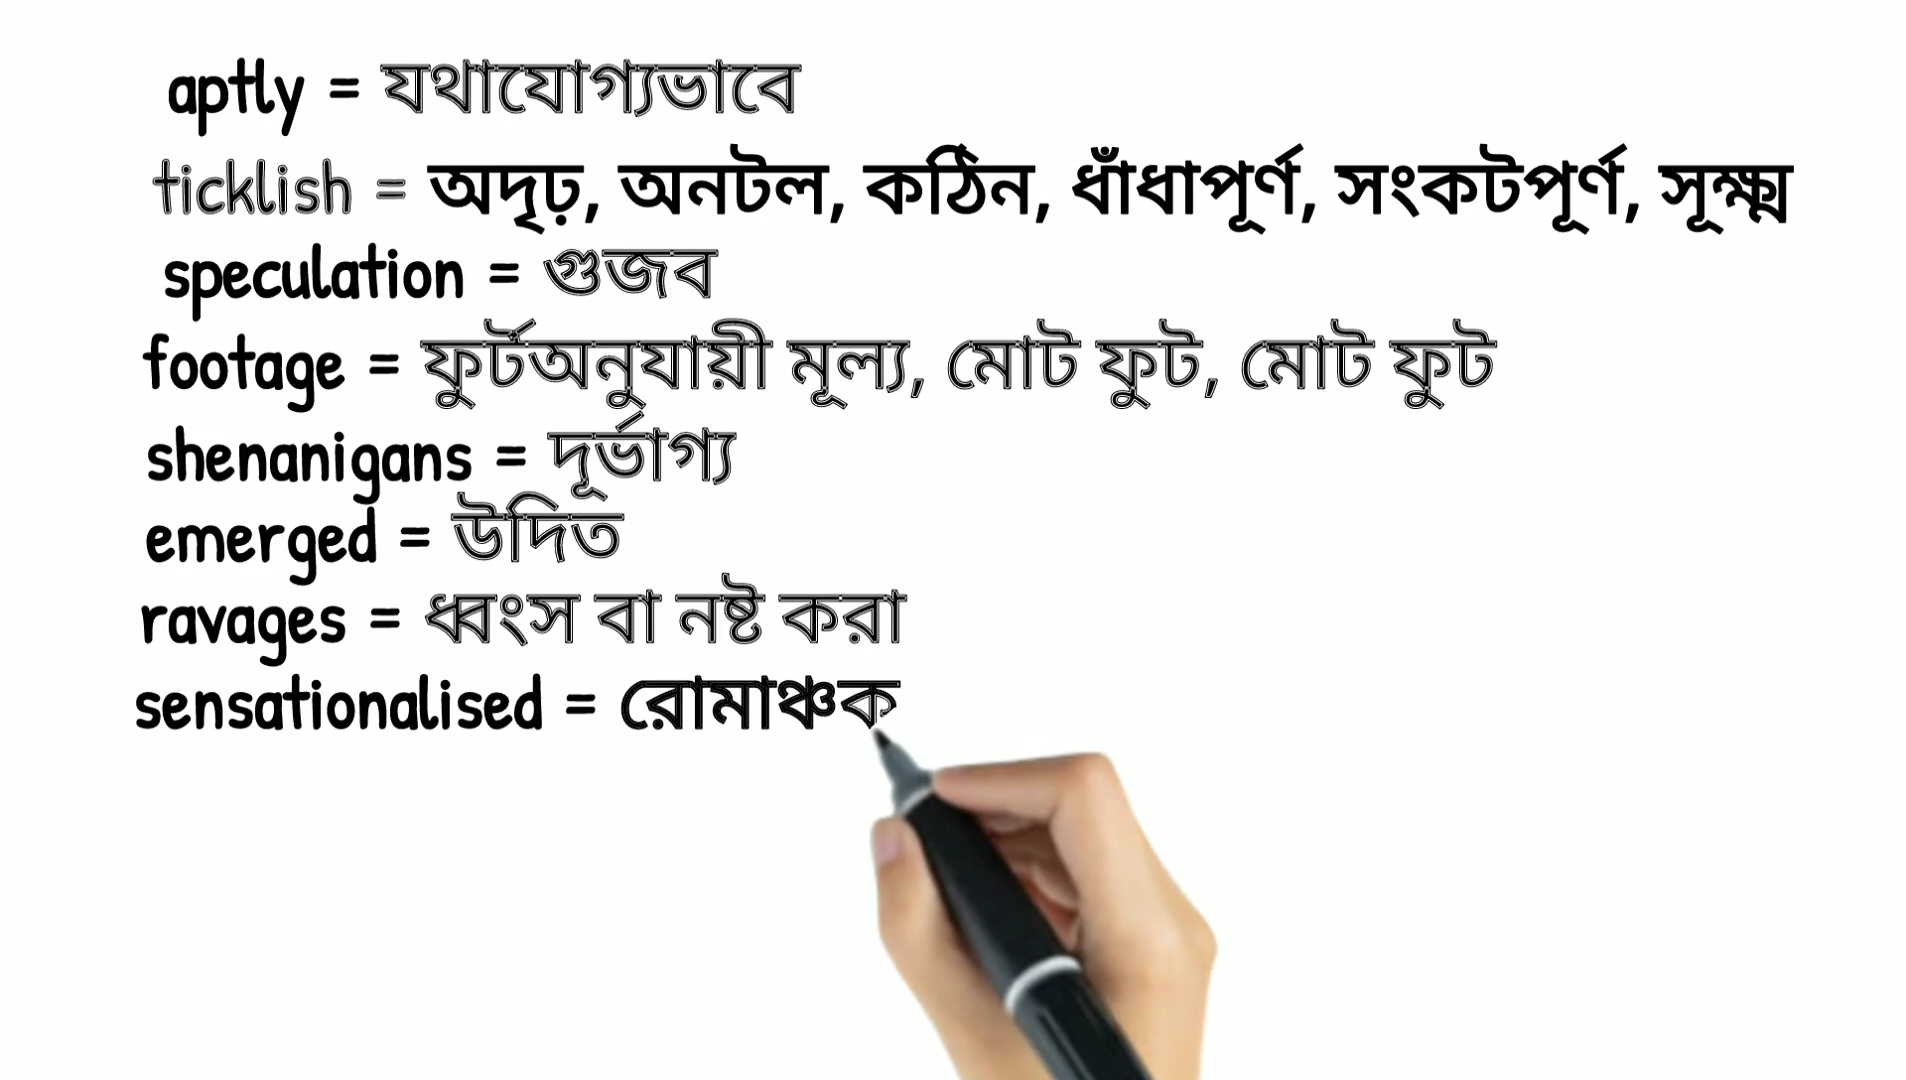 aptly = যথাযোগ্যভাবে
ticklish = অদৃঢ়, অনটল, কঠিন, ধাঁধাপূর্ণ, সংকটপূর্ণ, সূক্ষ্ম
speculation = গুজব
footage = ফুর্টঅনুযায়ী মূল্য, মোট ফুট, মোট ফুট
shenanigans = দূর্ভাগ্য
emerged = উদিত
ravages = ধ্বংস বা নষ্ট করা
sensationalised = রোমাঞ্চক